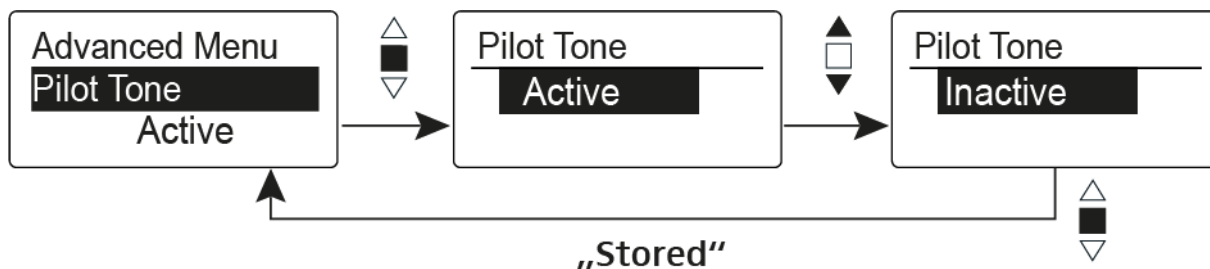 Advanced Menu
Pilot Tone
Active
Pilot Tone
Active
Pilot Tone
Inactive
„Stored“